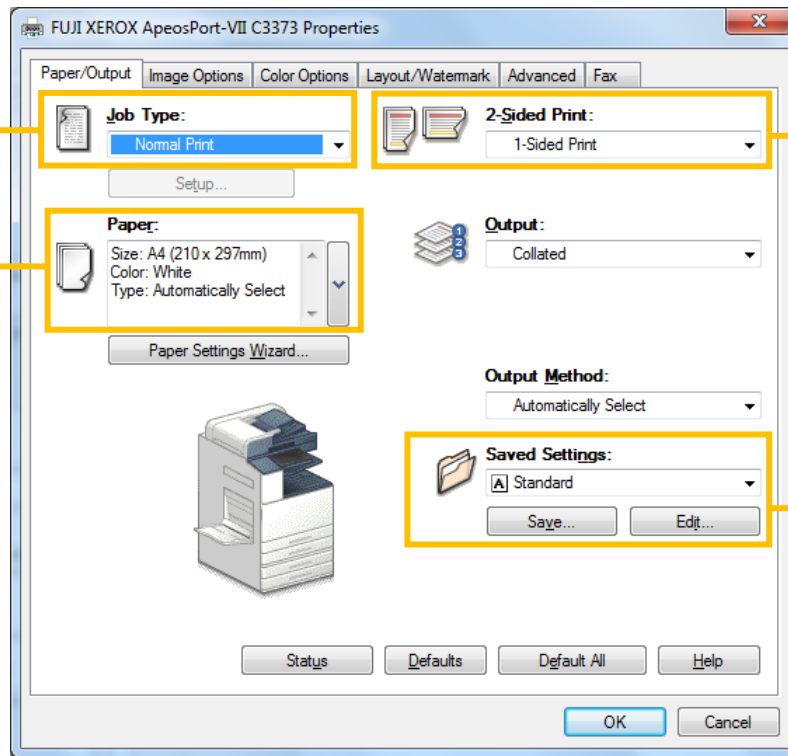 FUJI XEROX ApeosPort-VII C3373 Properties
X
Paper/Output Image Options Color Options Layout/Watermark Advanced Fax
Job Type:
Normal Print
Setup...
2-Sided Print:
1-Sided Print
Paper:
Size: A4 (210 x 297mm)
Color: White
Type: Automatically Select
Paper Settings Wizard...
Output:
1
2
3
Collated
Output Method:
Automatically Select
Saved Settings:
A Standard
Save... Edit...
Status Defaults Default All Help
OK Cancel